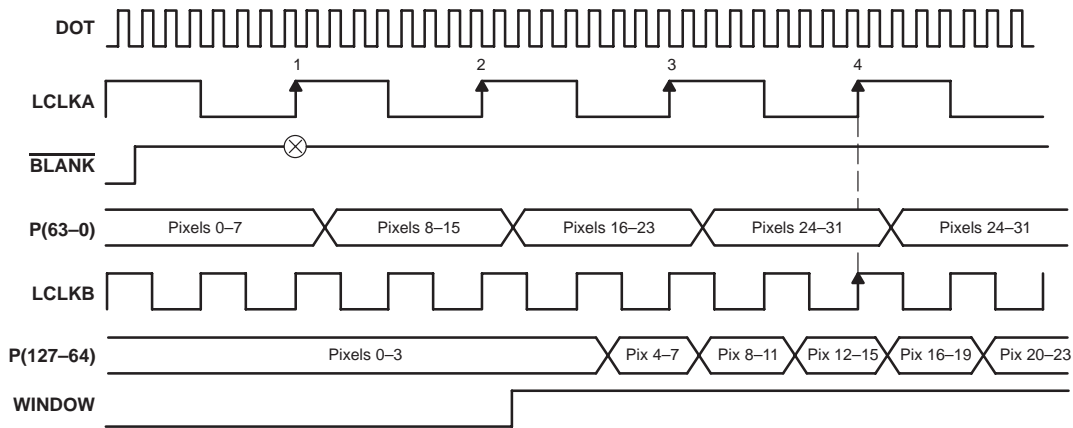 DOT
1 2 3 4
LCLKA
BLANK
P(63–0) Pixels 0–7 Pixels 8–15 Pixels 16–23 Pixels 24–31 Pixels 24–31
LCLKB
P(127–64) Pixels 0–3 Pix 4–7 Pix 8–11 Pix 12–15 Pix 16–19 Pix 20–23
WINDOW